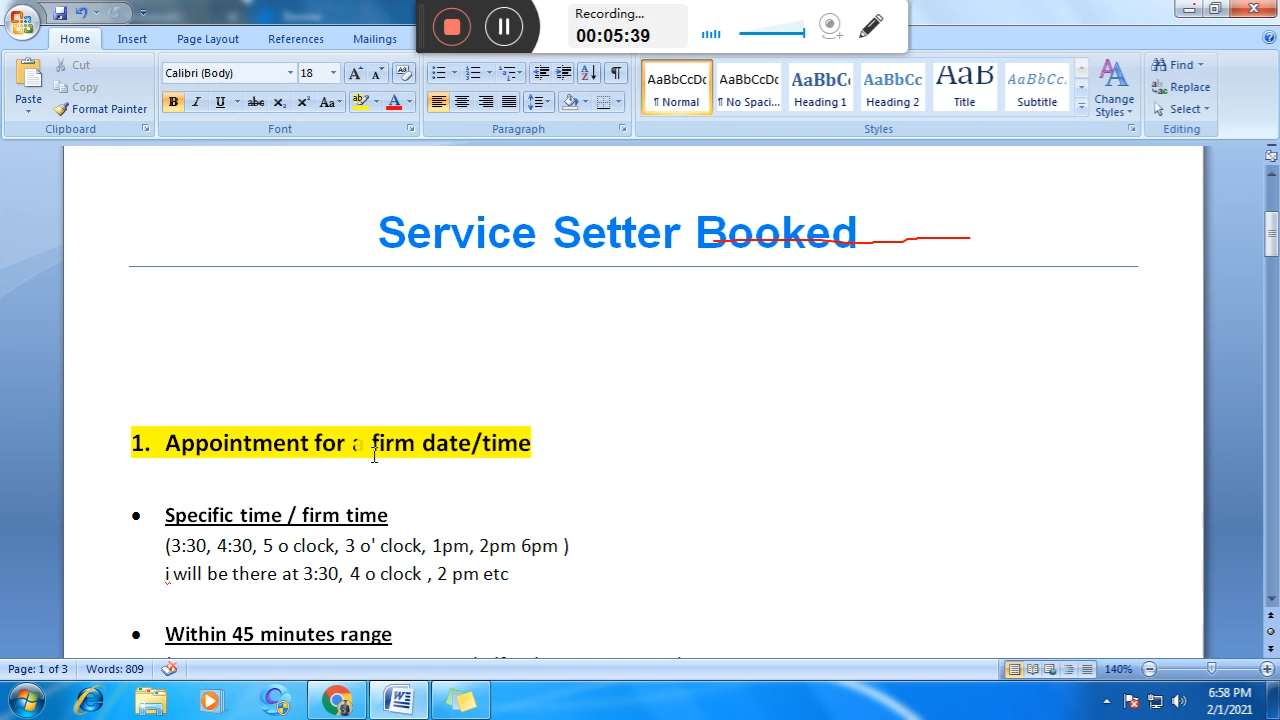 Recording...
00:05:39
Home Insert Page Layout References Mailings
Cut
Copy
Format Painter
Paste
Clipboard
Calibri (Body) 18
Font
Paragraph
AaBbCcDc AaBbCcDc AaBbC AaBbCc AaB AaBbCc.
¶ Normal ¶ No Spaci... Heading 1 Heading 2 Title Subtitle
Change Styles
Styles
Find
Replace
Select
Editing
Service Setter Booked
1. Appointment for a firm date/time
• Specific time / firm time
(3:30, 4:30, 5 o clock, 3 o' clock, 1pm, 2pm 6pm )
i will be there at 3:30, 4 o clock , 2 pm etc
• Within 45 minutes range
Page: 1 of 3 Words: 809
140%
6:58 PM
2/1/2021